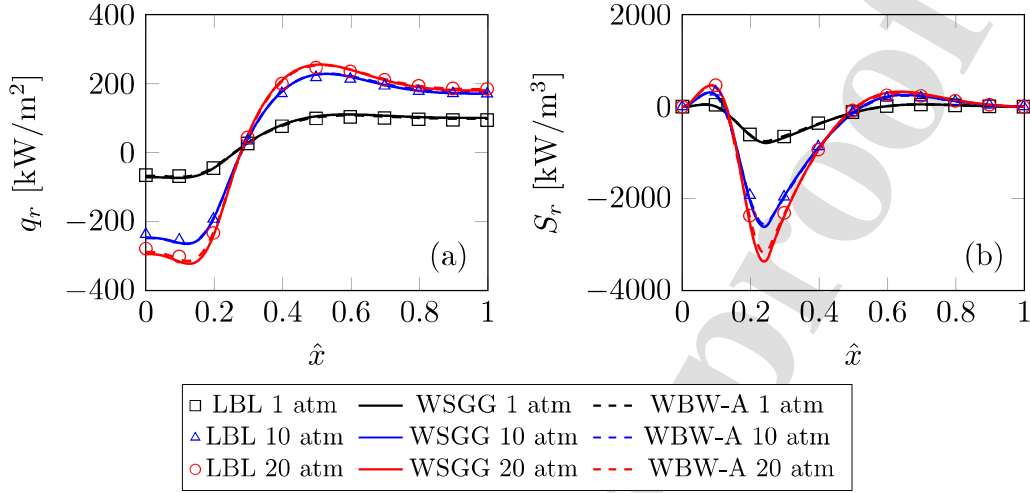 400
200
0
−200
−400
q_r [kW/m²]
0 0.2 0.4 0.6 0.8 1
x̂
(a)
2000
0
−2000
−4000
S_r [kW/m³]
0 0.2 0.4 0.6 0.8 1
x̂
(b)
LBL 1 atm WSGG 1 atm WBW-A 1 atm
LBL 10 atm WSGG 10 atm WBW-A 10 atm
LBL 20 atm WSGG 20 atm WBW-A 20 atm